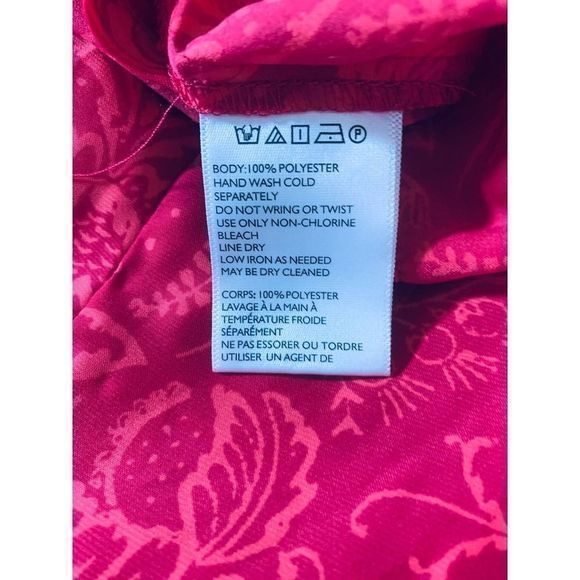 BODY:100% POLYESTER
HAND WASH COLD
SEPARATELY
DO NOT WRING OR TWIST
USE ONLY NON-CHLORINE
BLEACH
LINE DRY
LOW IRON AS NEEDED
MAY BE DRY CLEANED
CORPS: 100% POLYESTER
LAVAGE À LA MAIN À
TEMPÉRATURE FROIDE
SÉPARÉMENT
NE PAS ESSORER OU TORDRE
UTILISER UN AGENT DE